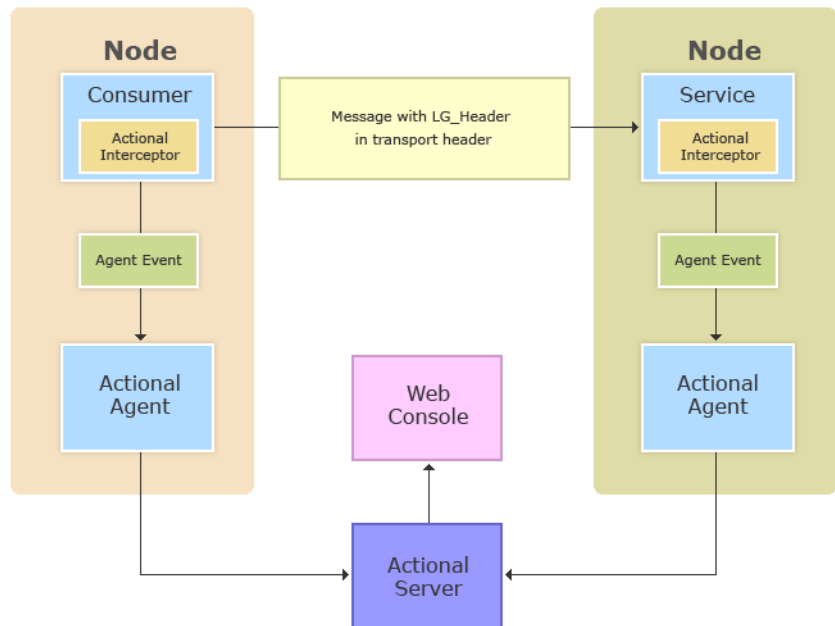 Node
Node
Consumer
Actional
Interceptor
Message with LG_Header
in transport header
Service
Actional
Interceptor
Agent Event
Agent Event
Actional
Agent
Web
Console
Actional
Agent
Actional
Server